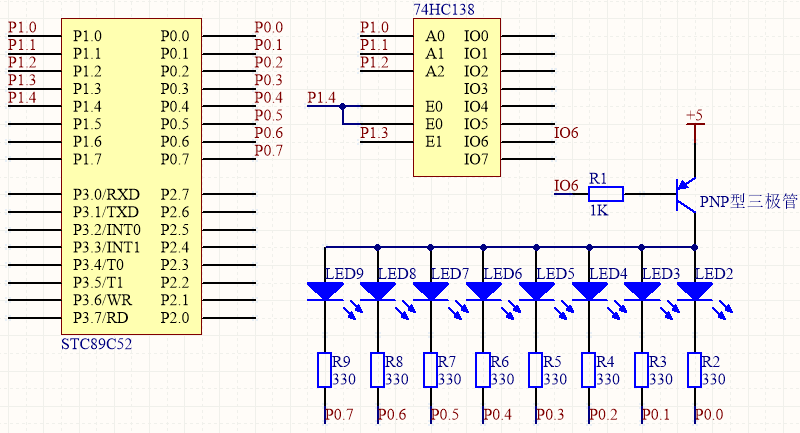 74HC138
P1.0 P1.0 P0.0 P0.0
P1.1 P1.1 P0.1 P0.1
P1.2 P1.2 P0.2 P0.2
P1.3 P1.3 P0.3 P0.3
P1.4 P1.4 P0.4 P0.4
P1.5 P0.5 P0.5
P1.6 P0.6 P0.6
P1.7 P0.7 P0.7
P3.0/RXD P2.7
P3.1/TXD P2.6
P3.2/INT0 P2.5
P3.3/INT1 P2.4
P3.4/T0 P2.3
P3.5/T1 P2.2
P3.6/WR P2.1
P3.7/RD P2.0
STC89C52
P1.0 A0 IO0
P1.1 A1 IO1
P1.2 A2 IO2
IO3
P1.4 E0 IO4
E0 IO5
P1.3 E1 IO6 IO6
IO7
+5
IO6 R1
1K
PNP型三极管
LED9 LED8 LED7 LED6 LED5 LED4 LED3 LED2
R9 R8 R7 R6 R5 R4 R3 R2
330 330 330 330 330 330 330 330
P0.7 P0.6 P0.5 P0.4 P0.3 P0.2 P0.1 P0.0